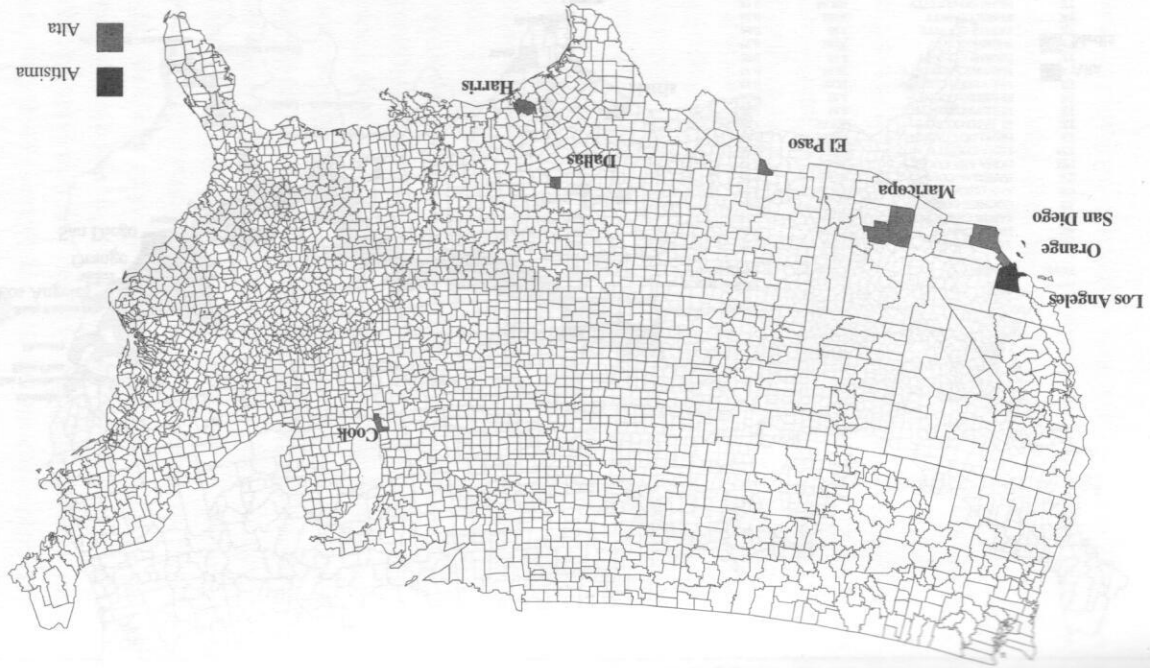 Cook
Los Angeles
Orange
San Diego
Maricopa
El Paso
Dallas
Harris
Altísima
Alta